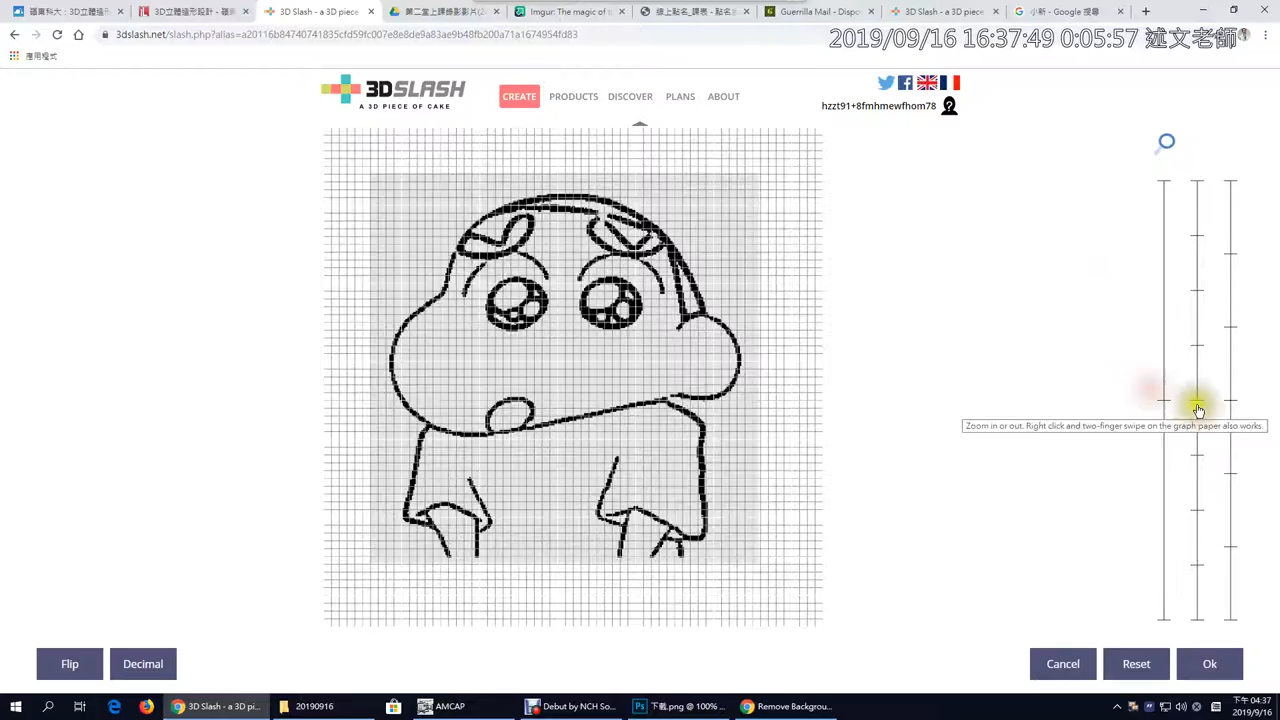 嶺東科大：3D立體造
3D立體造形設計 - 樹
3D Slash - a 3D piece
第二堂上課錄影影片(Z
Imgur: The magic of t
線上點名_課表 - 點名
Guerrilla Mail - Dispo
3D Slash - a 3D piece
小新 - Google 搜尋
3dslash.net/slash.php?alias=a20116b84740741835cfd59fc007e8e8de9a83ae9b48fb200a71a1674954fd83
2019/09/16 16:37:49 0:05:57 述文老師
應用程式
3DSLASH
A 3D PIECE OF CAKE
CREATE PRODUCTS DISCOVER PLANS ABOUT
hzzt91+8fmhmewfhom78
Zoom in or out. Right click and two-finger swipe on the graph paper also works.
Flip Decimal Cancel Reset Ok
3D Slash - a 3D pi...
20190916
AMCAP
Debut by NCH So...
下載.png @ 100% ...
Remove Backgrou...
下午 04:37
2019/9/16